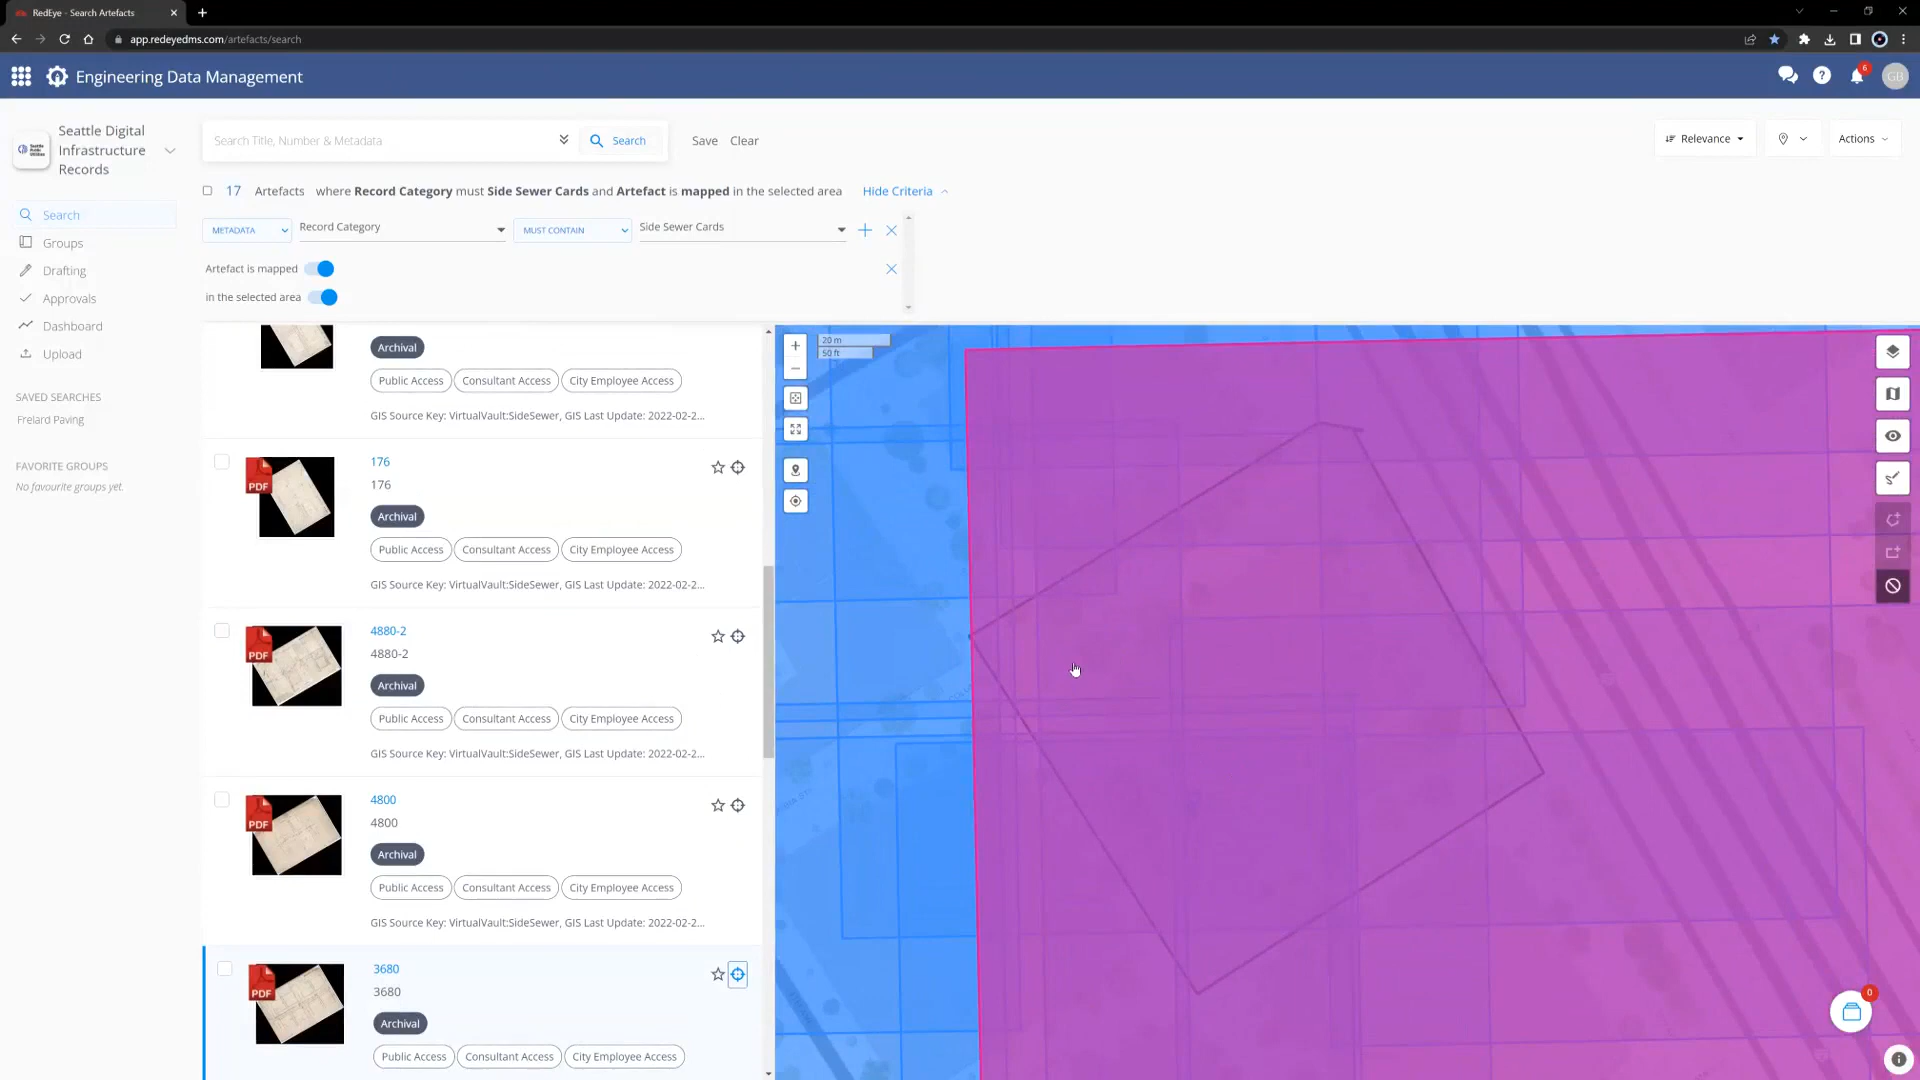 RedEye - Search Artefacts
app.redeyedms.com/artefacts/search
Engineering Data Management
6
GB
Seattle Digital
Infrastructure
Records
Search Title, Number & Metadata
Search
Save
Clear
Relevance
Actions
17 Artefacts where Record Category must Side Sewer Cards and Artefact is mapped in the selected area
Hide Criteria
METADATA
Record Category
MUST CONTAIN
Side Sewer Cards
Artefact is mapped
in the selected area
Search
Groups
Drafting
Approvals
Dashboard
Upload
SAVED SEARCHES
Frelard Paving
FAVORITE GROUPS
No favourite groups yet.
Archival
Public Access
Consultant Access
City Employee Access
GIS Source Key: VirtualVault:SideSewer, GIS Last Update: 2022-02-2...
PDF
176
176
Archival
Public Access
Consultant Access
City Employee Access
GIS Source Key: VirtualVault:SideSewer, GIS Last Update: 2022-02-2...
PDF
4880-2
4880-2
Archival
Public Access
Consultant Access
City Employee Access
GIS Source Key: VirtualVault:SideSewer, GIS Last Update: 2022-02-2...
PDF
4800
4800
Archival
Public Access
Consultant Access
City Employee Access
GIS Source Key: VirtualVault:SideSewer, GIS Last Update: 2022-02-2...
PDF
3680
3680
Archival
Public Access
Consultant Access
City Employee Access
20 m
50 ft
0